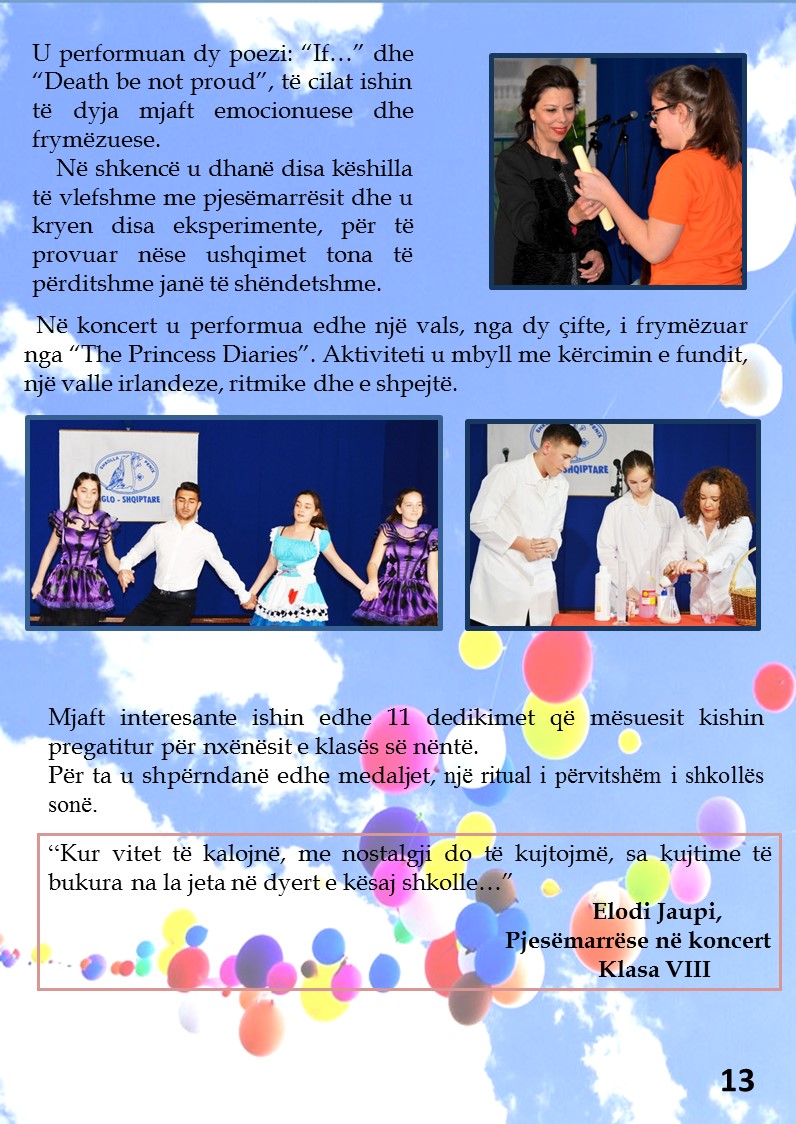 U performuan dy poezi: “If…” dhe
“Death be not proud”, të cilat ishin
të dyja mjaft emocionuese dhe
frymëzuese.
Në shkencë u dhanë disa këshilla
të vlefshme me pjesëmarrësit dhe u
kryen disa eksperimente, për të
provuar nëse ushqimet tona të
përditshme janë të shëndetshme.
Në koncert u performua edhe një vals, nga dy çifte, i frymëzuar
nga “The Princess Diaries”. Aktiviteti u mbyll me kërcimin e fundit,
një valle irlandeze, ritmike dhe e shpejtë.
SHKOLLA FENIX
GLO - SHQIPTARE
SHQIPTARE
Mjaft interesante ishin edhe 11 dedikimet që mësuesit kishin
pregatitur për nxënësit e klasës së nëntë.
Për ta u shpërndanë edhe medaljet, një ritual i përvitshëm i shkollës
sonë.
“Kur vitet të kalojnë, me nostalgji do të kujtojmë, sa kujtime të
bukura na la jeta në dyert e kësaj shkolle…”
Elodi Jaupi,
Pjesëmarrëse në koncert
Klasa VIII
13